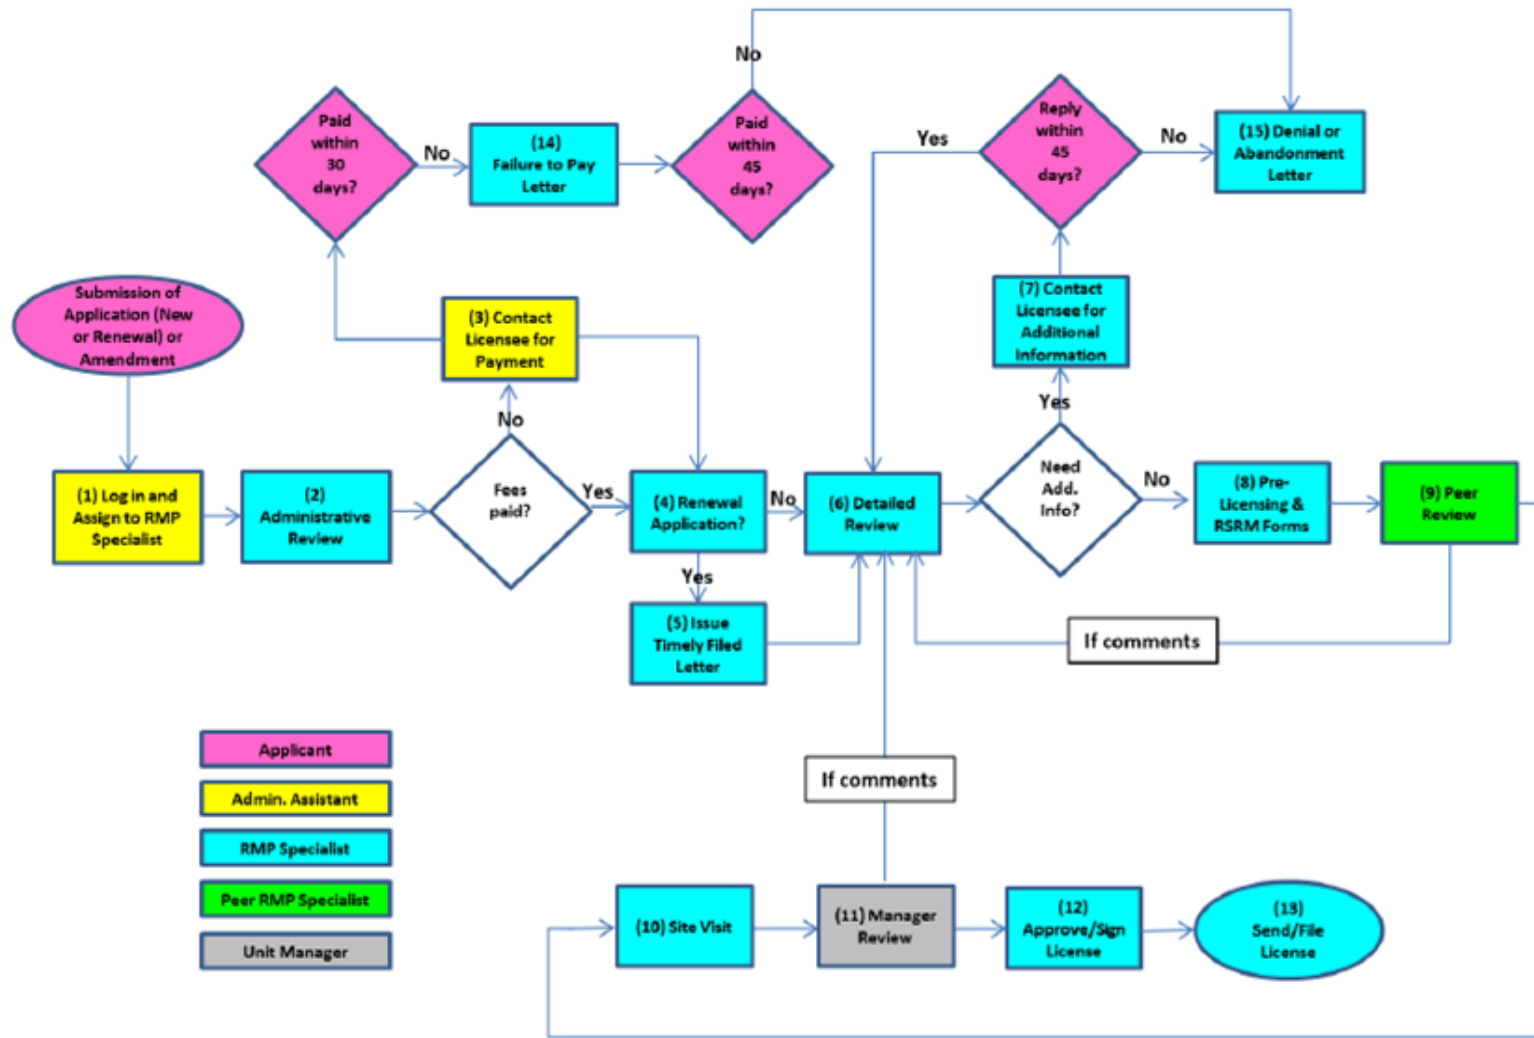 No
Paid
within
30
days?
No
(14)
Failure to Pay
Letter
Paid
within
45
days?
Yes
Reply
within
45
days?
No
(15) Denial or
Abandonment
Letter
Submission of
Application (New
or Renewal) or
Amendment
(3) Contact
Licensee for
Payment
(7) Contact
Licensee for
Additional
Information
No
Yes
(1) Log in and
Assign to RMP
Specialist
(2)
Administrative
Review
Fees
paid?
Yes
(4) Renewal
Application?
No
(6) Detailed
Review
Need
Add.
Info?
No
(8) Pre-
Licensing &
RSRM Forms
(9) Peer
Review
Yes
(5) Issue
Timely Filed
Letter
If comments
Applicant
Admin. Assistant
RMP Specialist
Peer RMP Specialist
Unit Manager
If comments
(10) Site Visit
(11) Manager
Review
(12)
Approve/Sign
License
(13)
Send/File
License